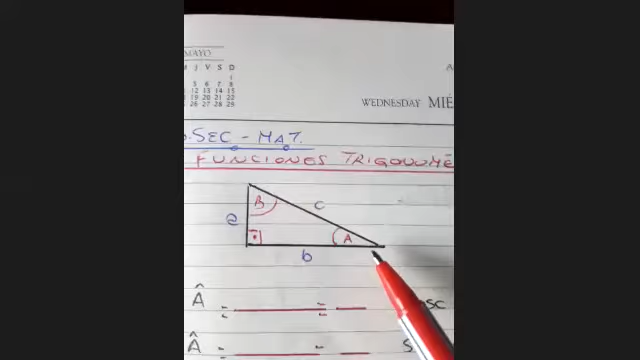 MAYO
J V S D
1
5 6 7 8
12 13 14 15
19 20 21 22
26 27 28 29
A
WEDNESDAY MIÉ
.SEC - MAT.
FUNCIONES TRIGONOMÉ
B
c
a
A
b
Â = =
Â = S